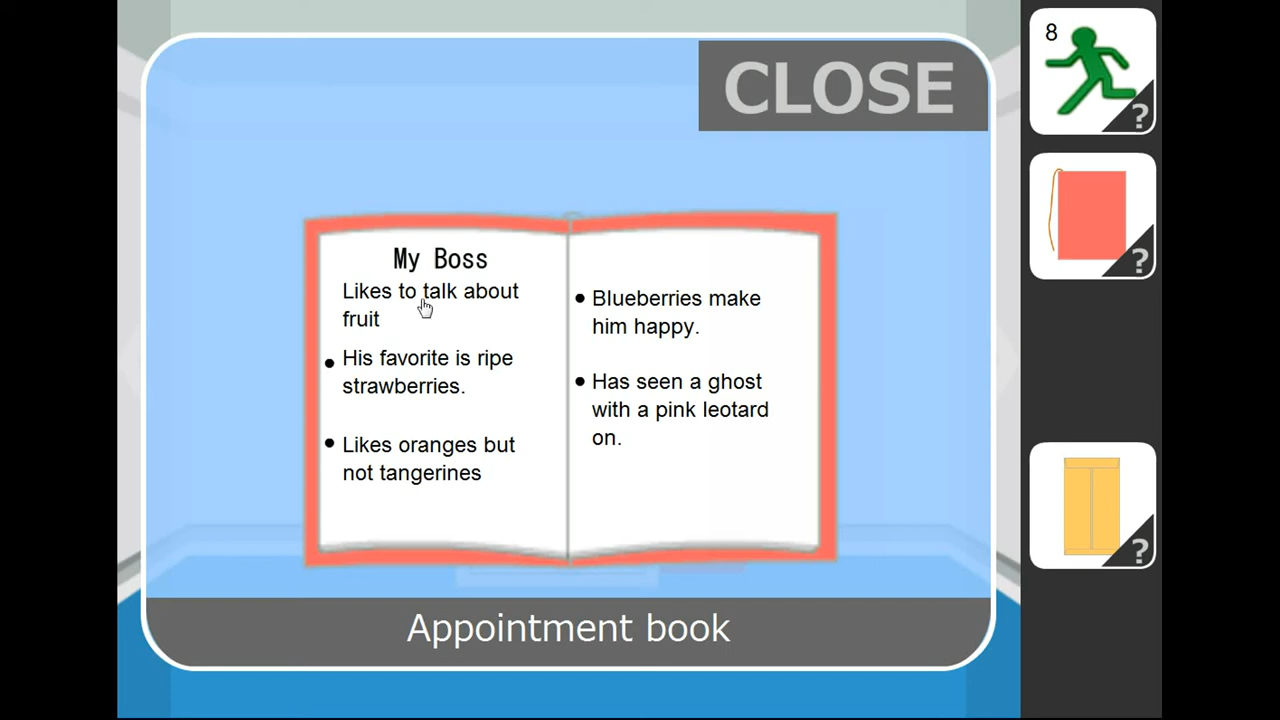 CLOSE
8
?
My Boss
Likes to talk about
fruit
• His favorite is ripe
strawberries.
• Likes oranges but
not tangerines
• Blueberries make
him happy.
• Has seen a ghost
with a pink leotard
on.
?
?
Appointment book